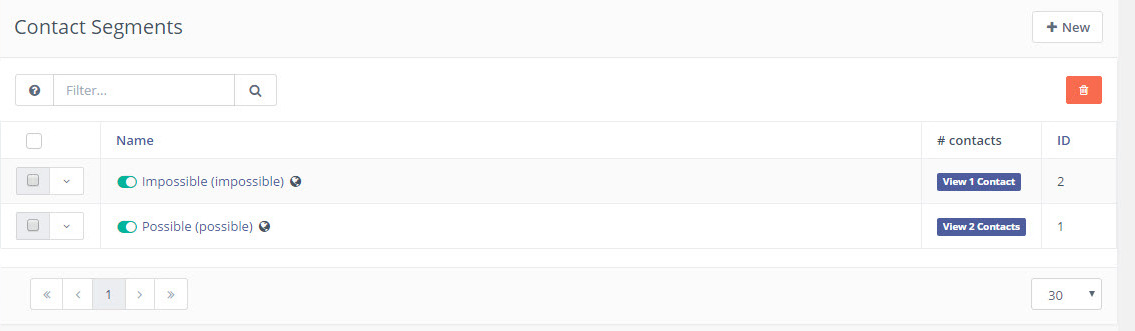 Contact Segments
New
Filter...
Name # contacts ID
Impossible (impossible) View 1 Contact 2
Possible (possible) View 2 Contacts 1
« ‹ 1 › »
30